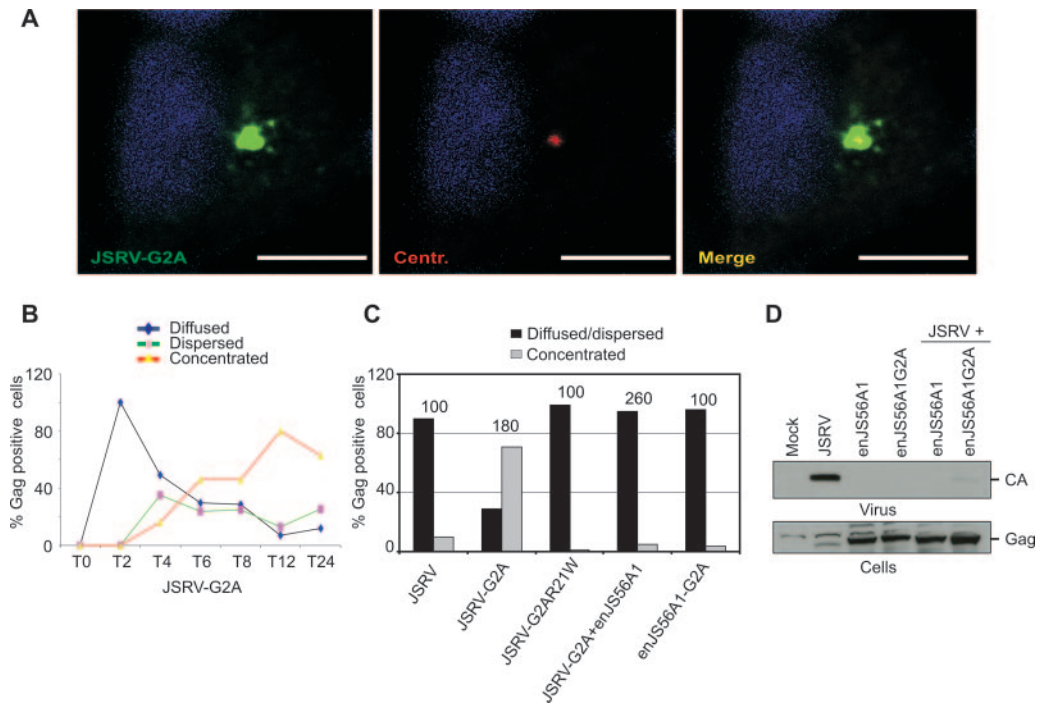 A
JSRV-G2A
Centr.
Merge
B
Diffused
Dispersed
Concentrated
% Gag positive cells
120
80
40
0
T0 T2 T4 T6 T8 T12 T24
JSRV-G2A
C
Diffused/dispersed
Concentrated
% Gag positive cells
120
80
40
0
100
180
100
260
100
JSRV
JSRV-G2A
JSRV-G2AR21W
JSRV-G2A+enJS56A1
enJS56A1-G2A
D
JSRV +
Mock
JSRV
enJS56A1
enJS56A1G2A
enJS56A1
enJS56A1G2A
CA
Virus
Gag
Cells